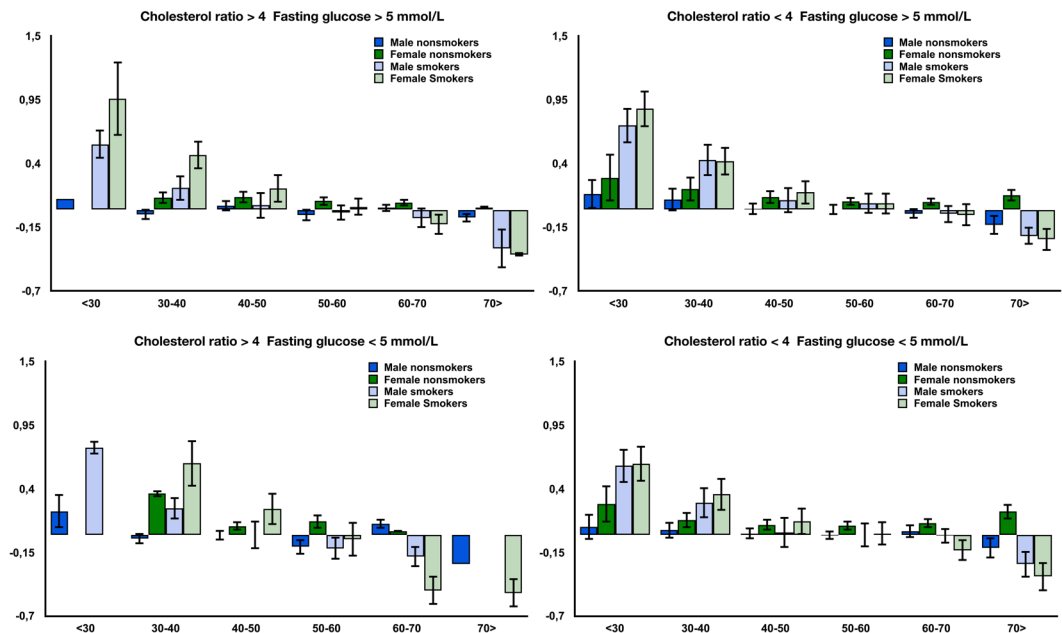 Cholesterol ratio > 4 Fasting glucose > 5 mmol/L
1,5
0,95
0,4
-0,15
-0,7
Male nonsmokers
Female nonsmokers
Male smokers
Female Smokers
<30
30-40
40-50
50-60
60-70
70>
Cholesterol ratio < 4 Fasting glucose > 5 mmol/L
1,5
0,95
0,4
-0,15
-0,7
Male nonsmokers
Female nonsmokers
Male smokers
Female Smokers
<30
30-40
40-50
50-60
60-70
70>
Cholesterol ratio > 4 Fasting glucose < 5 mmol/L
1,5
0,95
0,4
-0,15
-0,7
Male nonsmokers
Female nonsmokers
Male smokers
Female Smokers
<30
30-40
40-50
50-60
60-70
70>
Cholesterol ratio < 4 Fasting glucose < 5 mmol/L
1,5
0,95
0,4
-0,15
-0,7
Male nonsmokers
Female nonsmokers
Male smokers
Female Smokers
<30
30-40
40-50
50-60
60-70
70>